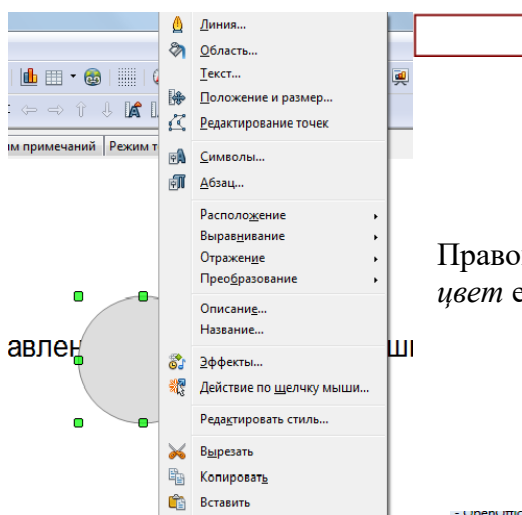 Линия...
Область...
Текст...
Положение и размер...
Редактирование точек
м примечаний Режим т
Символы...
Абзац...
Расположение
Выравнивание
Отражение
Преобразование
Право
цвет е
Описание...
Название...
авлен
Эффекты...
Действие по щелчку мыши...
Редактировать стиль...
Вырезать
Копировать
Вставить
- OpenOffic